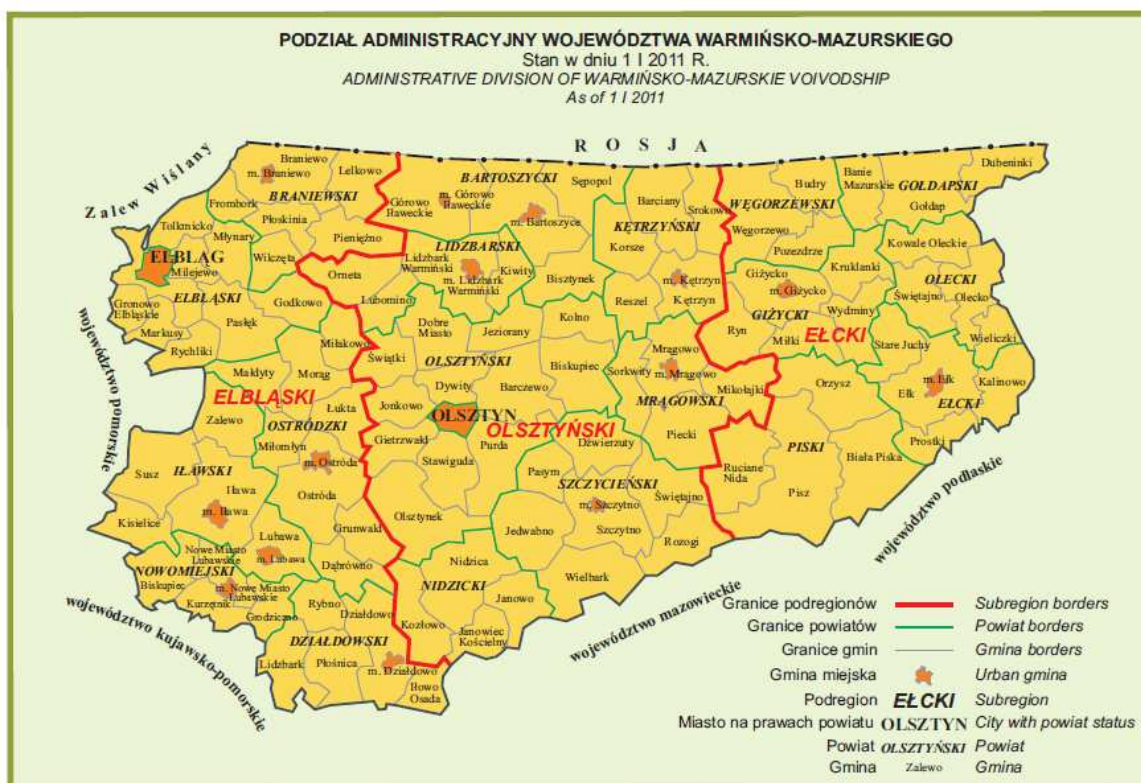 PODZIAŁ ADMINISTRACYJNY WOJEWÓDZTWA WARMIŃSKO-MAZURSKIEGO
Stan w dniu 1 I 2011 R.
ADMINISTRATIVE DIVISION OF WARMIŃSKO-MAZURSKIE VOIVODSHIP
As of 1 I 2011
R O S J A
Zalew Wiślany
województwo pomorskie
województwo kujawsko-pomorskie
województwo mazowieckie
województwo podlaskie
Braniewo
m. Braniewo
Lelkowo
BRANIEWSKI
Frombork
Płoskinia
Pieniężno
Wilczęta
Tolkmicko
Młynary
ELBLĄG
Milejewo
ELBLĄSKI
Godkowo
Gronowo
Elbląskie
Markusy
Pasłęk
Rychliki
BARTOSZYCKI
Sępopol
Górowo
Iławeckie
m. Górowo
Iławeckie
m. Bartoszyce
Bisztynek
LIDZBARSKI
Lidzbark
Warmiński
m. Lidzbark
Warmiński
Kiwity
Orneta
Lubomino
Barciany
Srokowo
KĘTRZYŃSKI
Korsze
m. Kętrzyn
Kętrzyn
Reszel
WĘGORZEWSKI
Budry
Węgorzewo
Pozezdrze
Banie
Mazurskie
Dubeninki
GOŁDAPSKI
Gołdap
Kowale Oleckie
OLECKI
Świętajno
Olecko
Wieliczki
Giżycko
Kruklanki
m. Giżycko
GIŻYCKI
Wydminy
Ryn
Miłki
EŁCKI
Stare Juchy
m. Ełk
Ełk
Kalinowo
EŁCKI
Prostki
Orzysz
PISKI
Biała Piska
Ruciane
Nida
Pisz
Dobre
Miasto
Jeziorany
Kolno
Świątki
OLSZTYŃSKI
Biskupiec
Dywity
Barczewo
Jonkowo
OLSZTYN
OLSZTYŃSKI
Gietrzwałd
Purda
Stawiguda
Olsztynek
Mrągowo
Sorkwity
m. Mrągowo
Mikołajki
MRĄGOWSKI
Piecki
Dźwierzuty
Pasym
SZCZYCIEŃSKI
Świętajno
m. Szczytno
Szczytno
Jedwabno
Rozogi
Wielbark
Nidzica
NIDZICKI
Janowo
Kozłowo
Janowiec
Kościelny
Miłakowo
Małdyty
Morąg
ELBLĄSKI
Łukta
OSTRÓDZKI
Miłomłyn
m. Ostróda
Ostróda
Grunwald
Dąbrówno
Zalewo
IŁAWSKI
Susz
Iława
m. Iława
Kisielice
Lubawa
m. Lubawa
Nowe Miasto
Lubawskie
NOWOMIEJSKI
Biskupiec
m. Nowe Miasto
Lubawskie
Kurzętnik
Grodziczno
Rybno
Działdowo
DZIAŁDOWSKI
Lidzbark
Płośnica
m. Działdowo
Iłowo
Osada
Granice podregionów Subregion borders
Granice powiatów Powiat borders
Granice gmin Gmina borders
Gmina miejska Urban gmina
Podregion EŁCKI Subregion
Miasto na prawach powiatu OLSZTYN City with powiat status
Powiat OLSZTYŃSKI Powiat
Gmina Zalewo Gmina